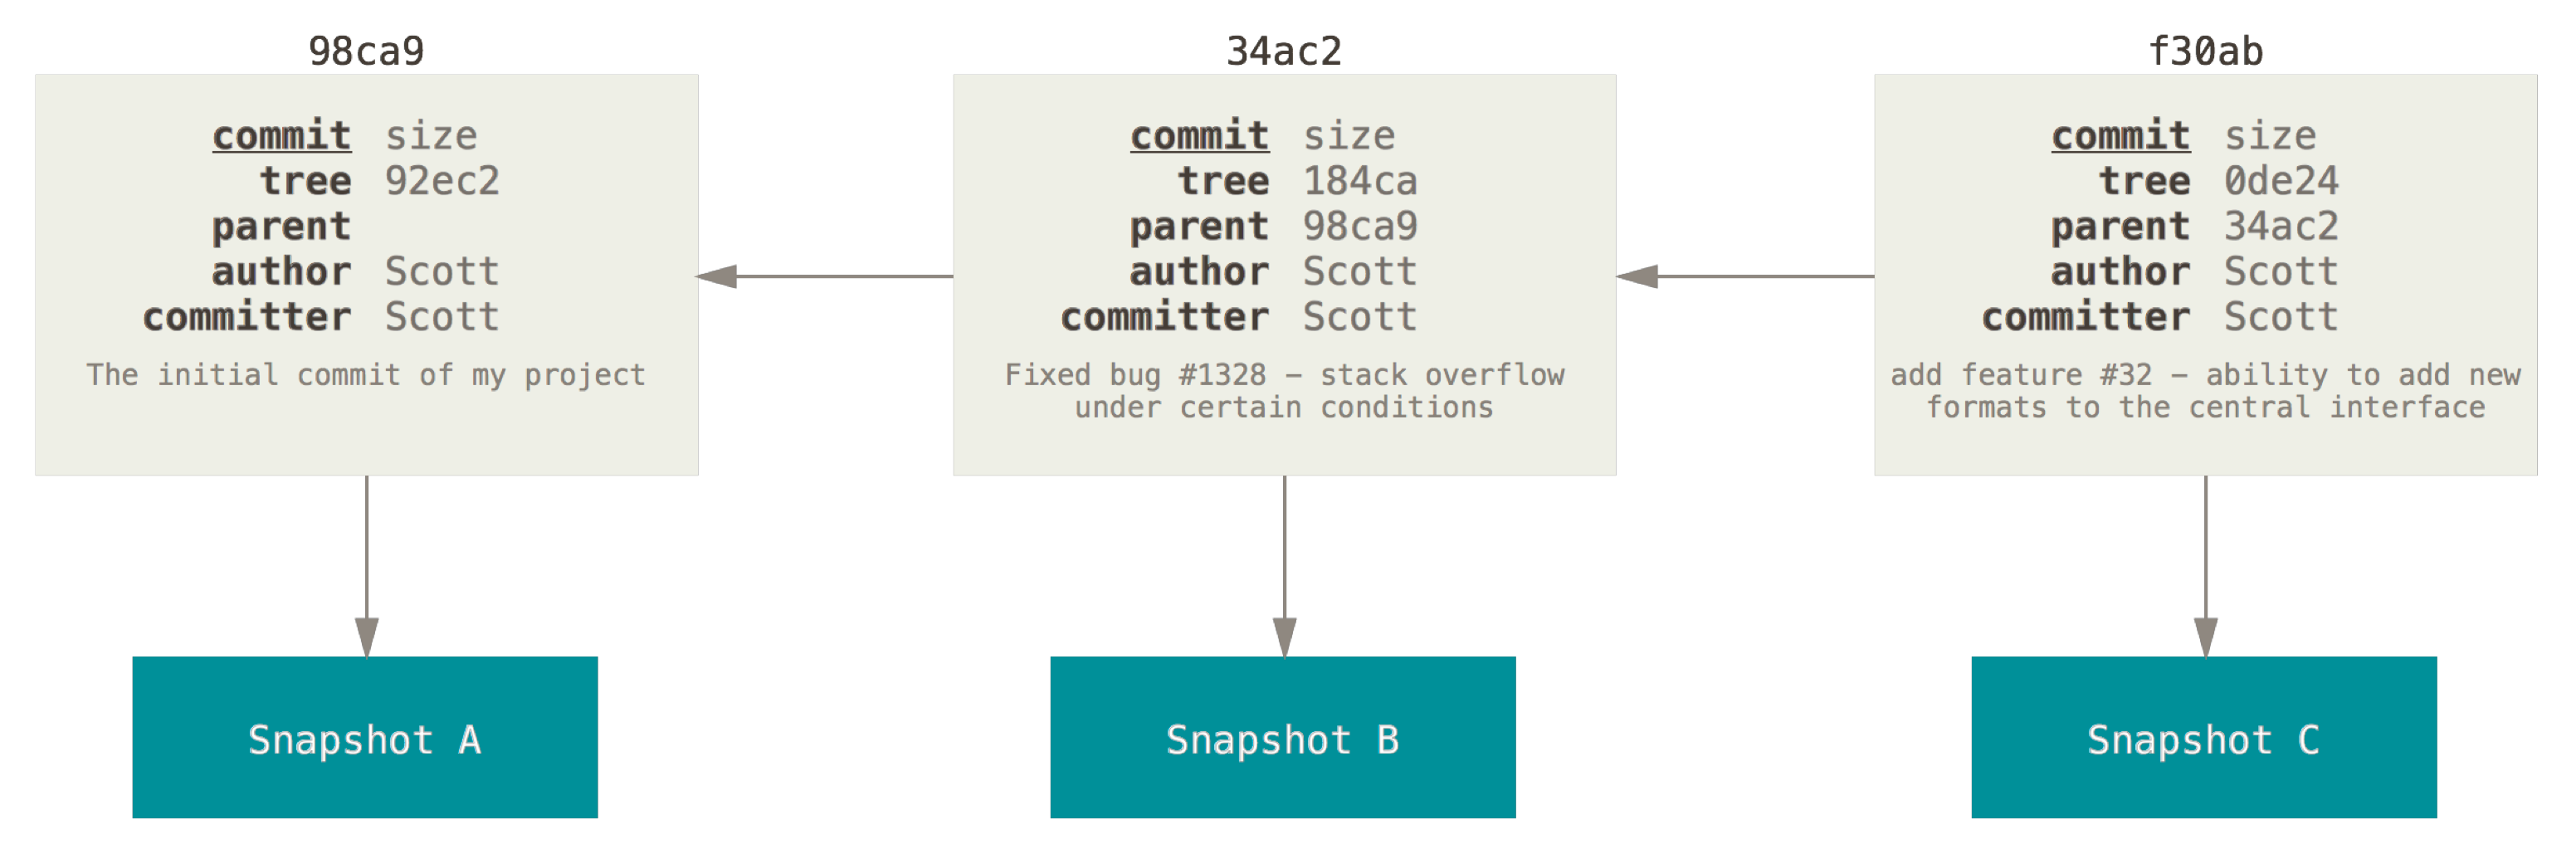 98ca9
commit size
tree 92ec2
parent
author Scott
committer Scott
The initial commit of my project
34ac2
commit size
tree 184ca
parent 98ca9
author Scott
committer Scott
Fixed bug #1328 – stack overflow
under certain conditions
f30ab
commit size
tree 0de24
parent 34ac2
author Scott
committer Scott
add feature #32 – ability to add new
formats to the central interface
Snapshot A
Snapshot B
Snapshot C